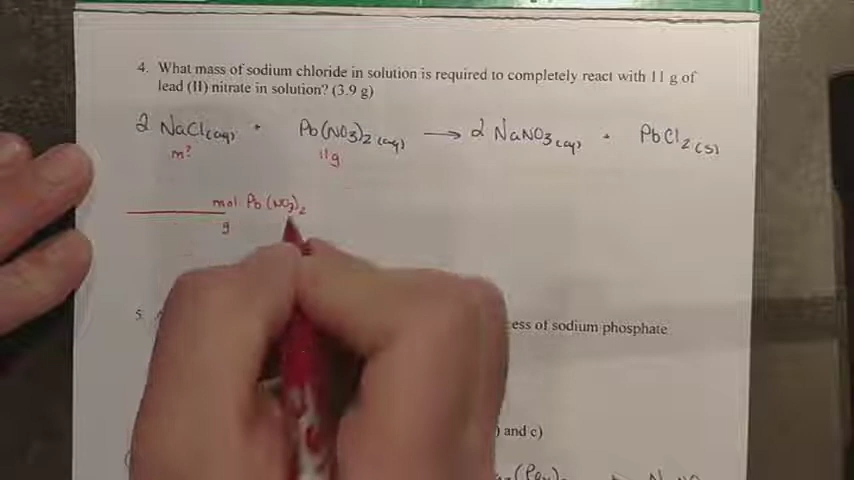 4. What mass of sodium chloride in solution is required to completely react with 11 g of
lead (II) nitrate in solution? (3.9 g)
2 NaCl(aq) + Pb(NO3)2 (aq) → 2 NaNO3 (aq) + PbCl2 (s)
m? 11g
mol Pb(NO3)2
g
5.
ess of sodium phosphate
) and c)